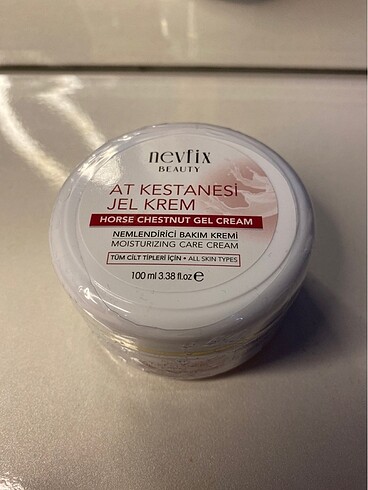 nevfix
BEAUTY
AT KESTANESİ
JEL KREM
HORSE CHESTNUT GEL CREAM
NEMLENDİRİCİ BAKIM KREMİ
MOISTURIZING CARE CREAM
TÜM CİLT TİPLERİ İÇİN • ALL SKIN TYPES
100 ml 3.38 fl.oz ℮